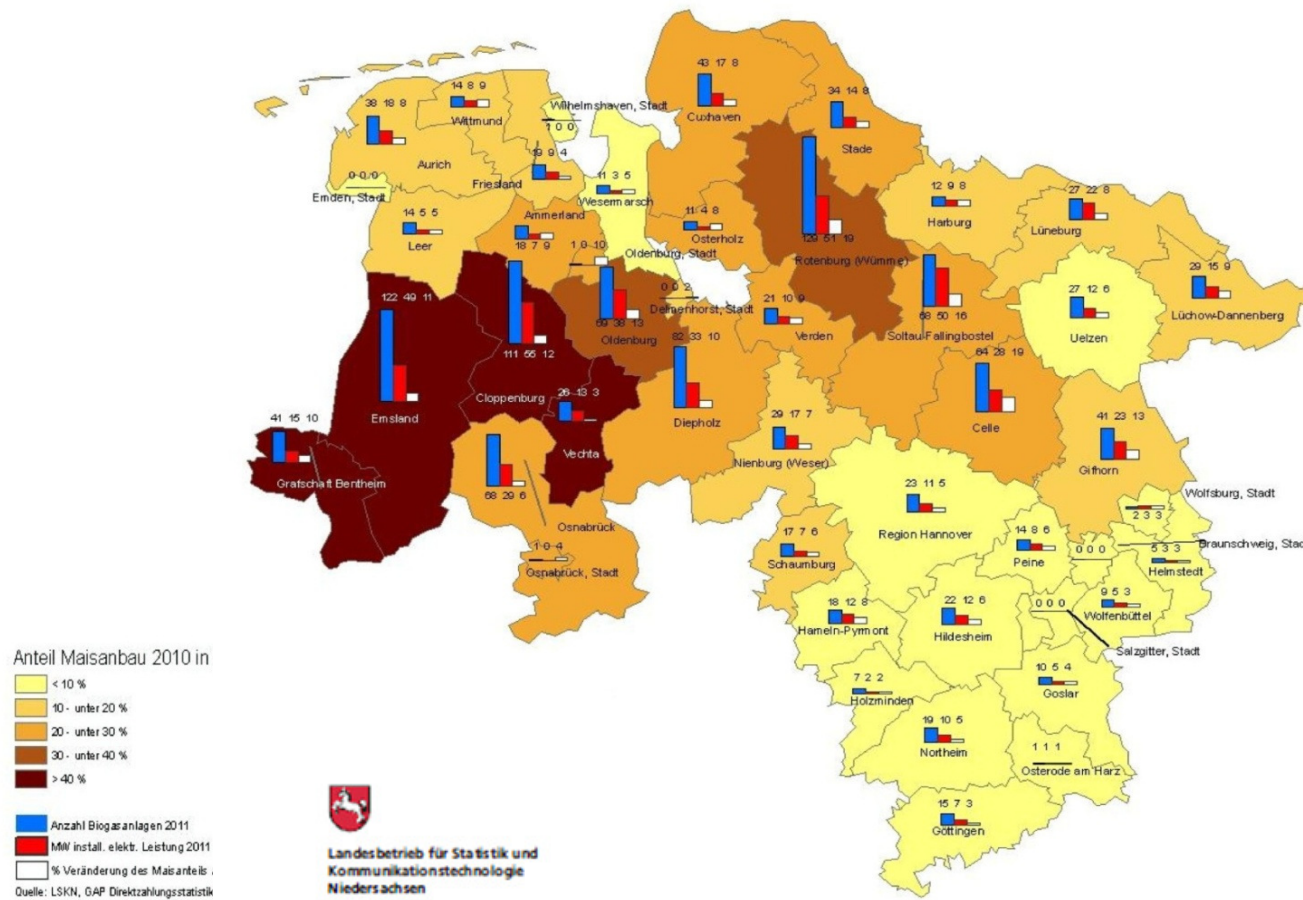 43 17 8
Cuxhaven
34 14 8
Stade
38 18 8
Aurich
14 8 9
Wittmund
Wilhelmshaven, Stadt
1 0 0
19 9 4
Friesland
0 0 0
Emden, Stadt
11 3 5
Wesermarsch
14 5 5
Leer
Ammerland
18 7 9
1 0 10
Oldenburg, Stadt
11 4 8
Osterholz
129 51 19
Rotenburg (Wümme)
12 9 8
Harburg
27 22 8
Lüneburg
29 15 9
Lüchow-Dannenberg
27 12 6
Uelzen
0 0 2
Delmenhorst, Stadt
21 10 9
Verden
68 50 16
Soltau-Fallingbostel
122 49 11
Emsland
111 55 12
Cloppenburg
69 38 13
Oldenburg
82 33 10
Diepholz
64 28 19
Celle
26 13 3
Vechta
41 15 10
Grafschaft Bentheim
68 29 6
Osnabrück
29 17 7
Nienburg (Weser)
41 23 13
Gifhorn
Wolfsburg, Stadt
2 3 3
23 11 5
Region Hannover
14 8 6
Peine
0 0 0
Braunschweig, Stad
5 3 3
Helmstedt
1 0 4
Osnabrück, Stadt
17 7 6
Schaumburg
18 12 8
Hameln-Pyrmont
22 12 6
Hildesheim
0 0 0
Salzgitter, Stadt
9 5 3
Wolfenbüttel
7 2 2
Holzminden
10 5 4
Goslar
19 10 5
Northeim
1 1 1
Osterode am Harz
15 7 3
Göttingen
Anteil Maisanbau 2010 in
< 10 %
10 - unter 20 %
20 - unter 30 %
30 - unter 40 %
> 40 %
Anzahl Biogasanlagen 2011
MW install. elektr. Leistung 2011
% Veränderung des Maisanteils
Quelle: LSKN, GAP Direktzahlungsstatistik
Landesbetrieb für Statistik und
Kommunikationstechnologie
Niedersachsen